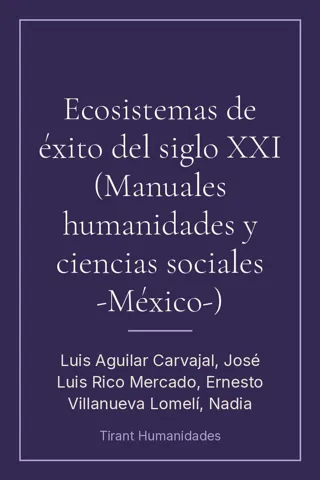 Ecosistemas de
éxito del siglo XXI
(Manuales
humanidades y
ciencias sociales
-México-)
Luis Aguilar Carvajal, José
Luis Rico Mercado, Ernesto
Villanueva Lomelí, Nadia
Tirant Humanidades